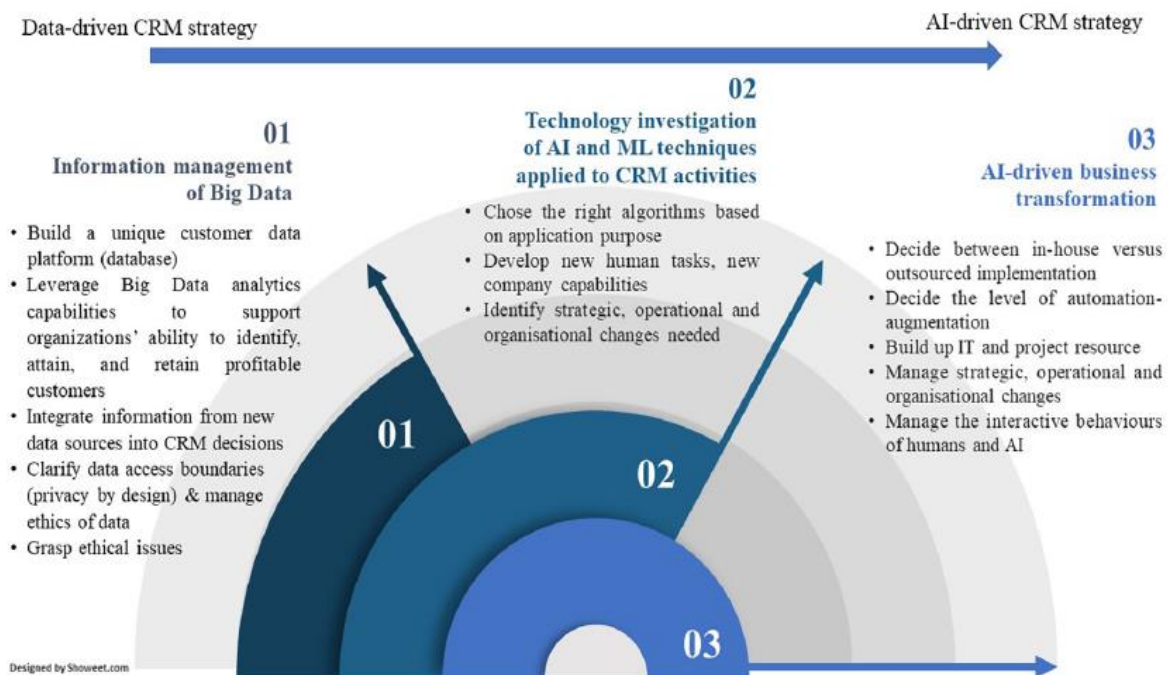 Data-driven CRM strategy
AI-driven CRM strategy
01
Information management
of Big Data
• Build a unique customer data
platform (database)
• Leverage Big Data analytics
capabilities to support
organizations’ ability to identify,
attain, and retain profitable
customers
• Integrate information from new
data sources into CRM decisions
• Clarify data access boundaries
(privacy by design) & manage
ethics of data
• Grasp ethical issues
02
Technology investigation
of AI and ML techniques
applied to CRM activities
• Chose the right algorithms based
on application purpose
• Develop new human tasks, new
company capabilities
• Identify strategic, operational and
organisational changes needed
03
AI-driven business
transformation
• Decide between in-house versus
outsourced implementation
• Decide the level of automation-
augmentation
• Build up IT and project resource
• Manage strategic, operational and
organisational changes
• Manage the interactive behaviours
of humans and AI
01
02
03
Designed by Showeet.com